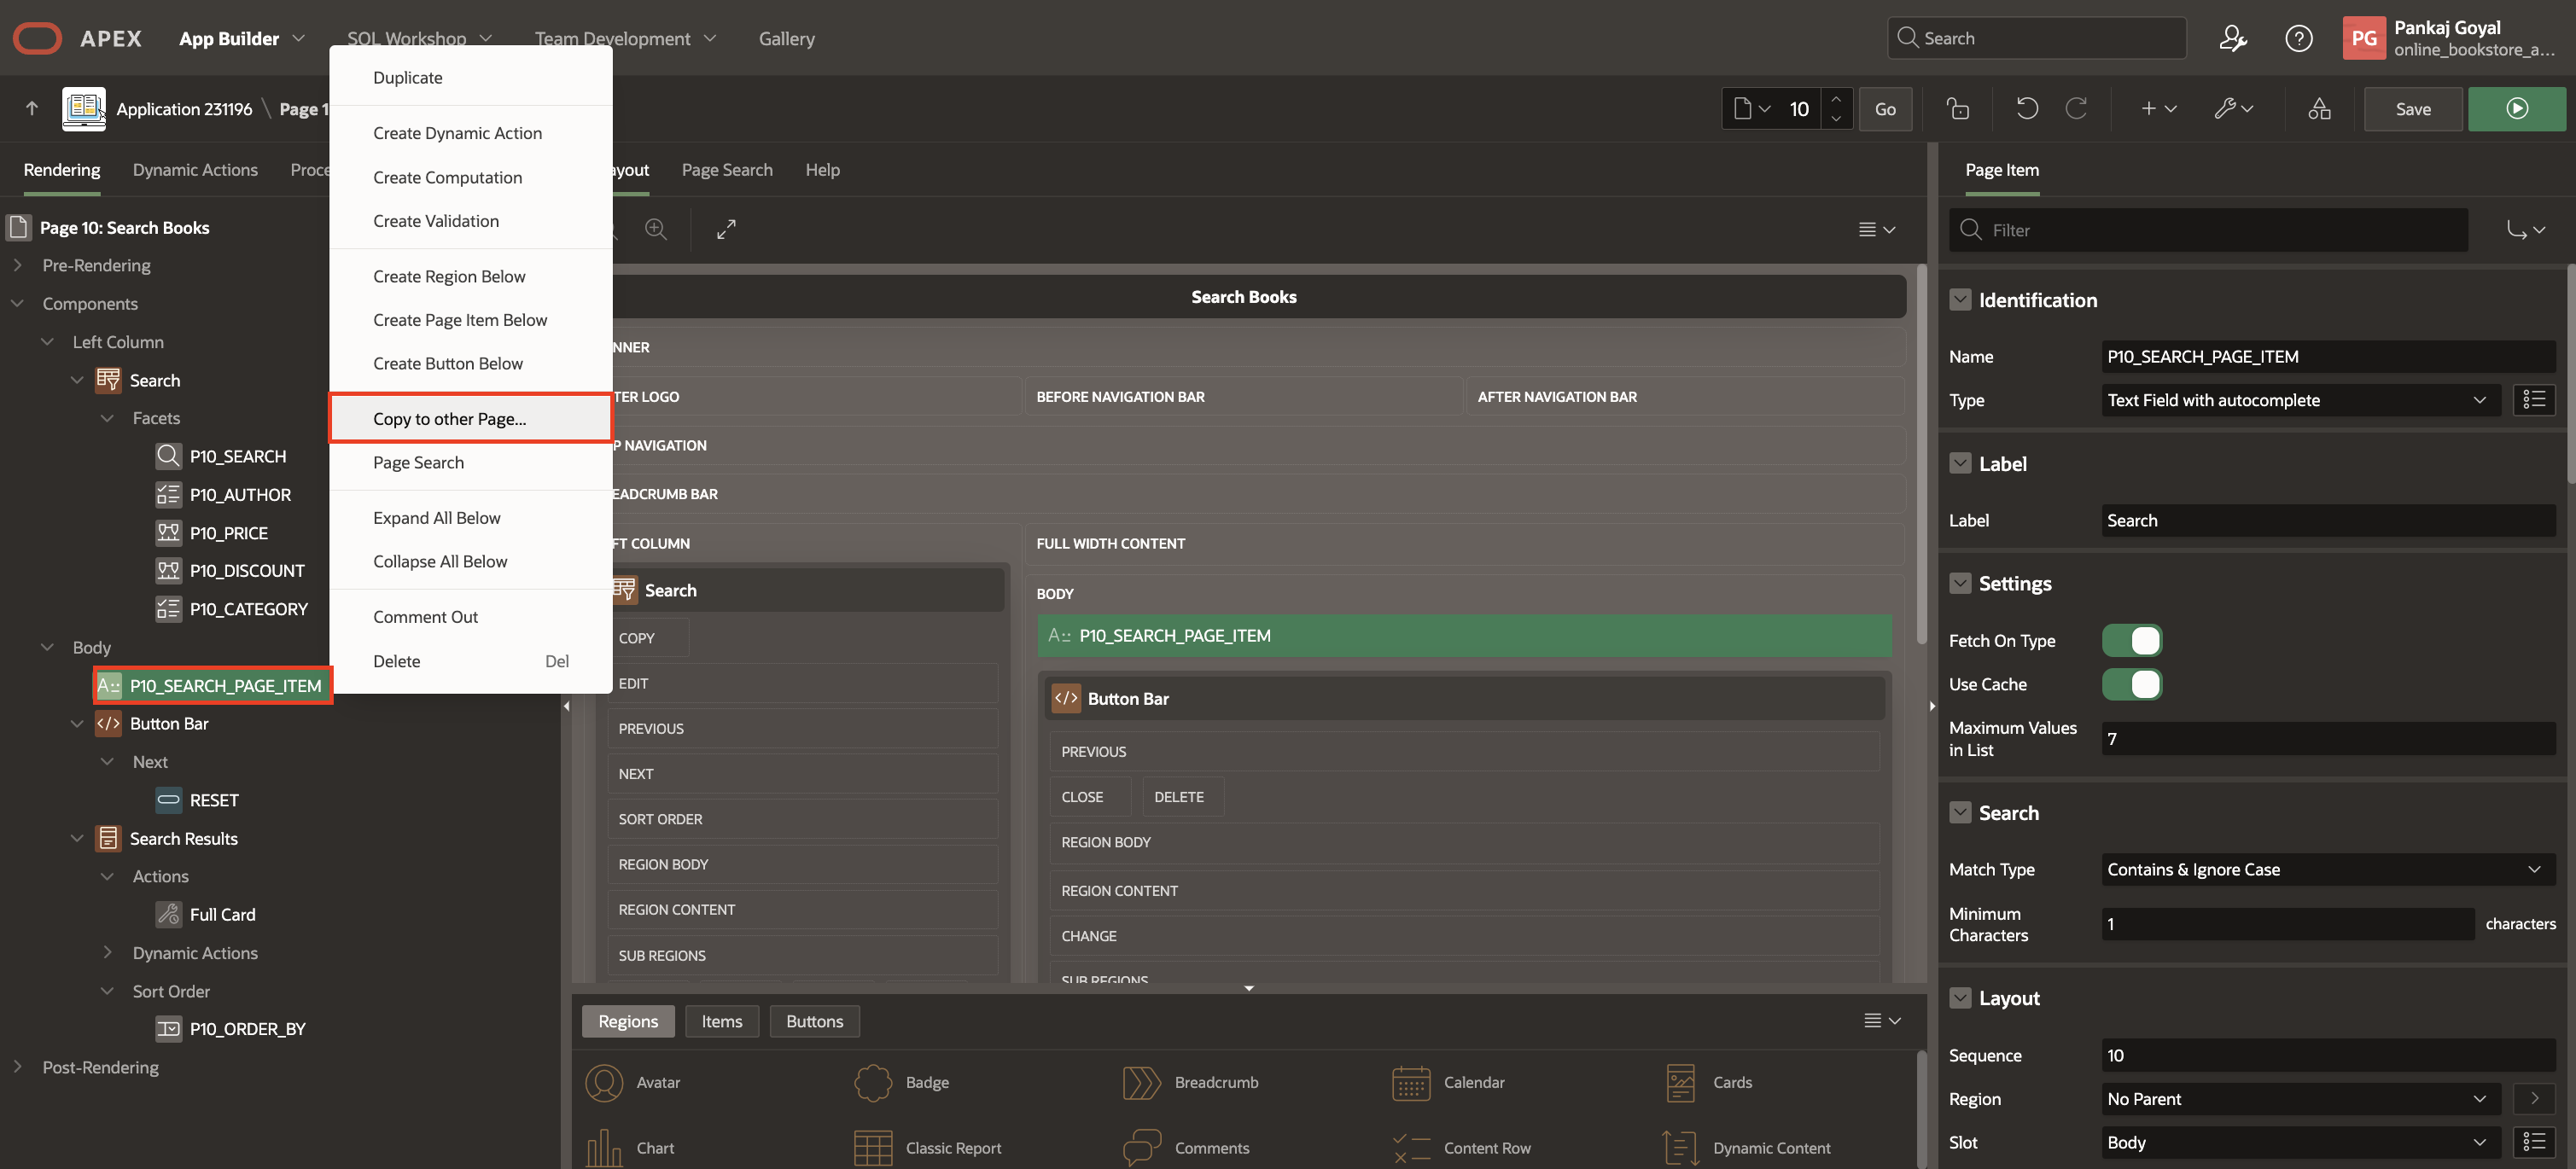 APEX
App Builder
SQL Workshop
Team Development
Gallery
Search
PG
Pankaj Goyal
online_bookstore_a...
Application 231196 \ Page 1
10
Go
Save
Duplicate
Create Dynamic Action
Create Computation
Create Validation
Create Region Below
Create Page Item Below
Create Button Below
Copy to other Page...
Page Search
Expand All Below
Collapse All Below
Comment Out
Delete Del
Rendering
Dynamic Actions
Proce
Page 10: Search Books
Pre-Rendering
Components
Left Column
Search
Facets
P10_SEARCH
P10_AUTHOR
P10_PRICE
P10_DISCOUNT
P10_CATEGORY
Body
P10_SEARCH_PAGE_ITEM
Button Bar
Next
RESET
Search Results
Actions
Full Card
Dynamic Actions
Sort Order
P10_ORDER_BY
Post-Rendering
ayout
Page Search
Help
Search Books
NNER
TER LOGO
BEFORE NAVIGATION BAR
AFTER NAVIGATION BAR
P NAVIGATION
EADCRUMB BAR
FT COLUMN
Search
COPY
EDIT
PREVIOUS
NEXT
SORT ORDER
REGION BODY
REGION CONTENT
SUB REGIONS
FULL WIDTH CONTENT
BODY
P10_SEARCH_PAGE_ITEM
Button Bar
PREVIOUS
CLOSE
DELETE
REGION BODY
REGION CONTENT
CHANGE
SUB REGIONS
Regions
Items
Buttons
Avatar
Badge
Breadcrumb
Calendar
Cards
Chart
Classic Report
Comments
Content Row
Dynamic Content
Page Item
Filter
Identification
Name P10_SEARCH_PAGE_ITEM
Type Text Field with autocomplete
Label
Label Search
Settings
Fetch On Type
Use Cache
Maximum Values
in List
7
Search
Match Type Contains & Ignore Case
Minimum
Characters
1 characters
Layout
Sequence 10
Region No Parent
Slot Body